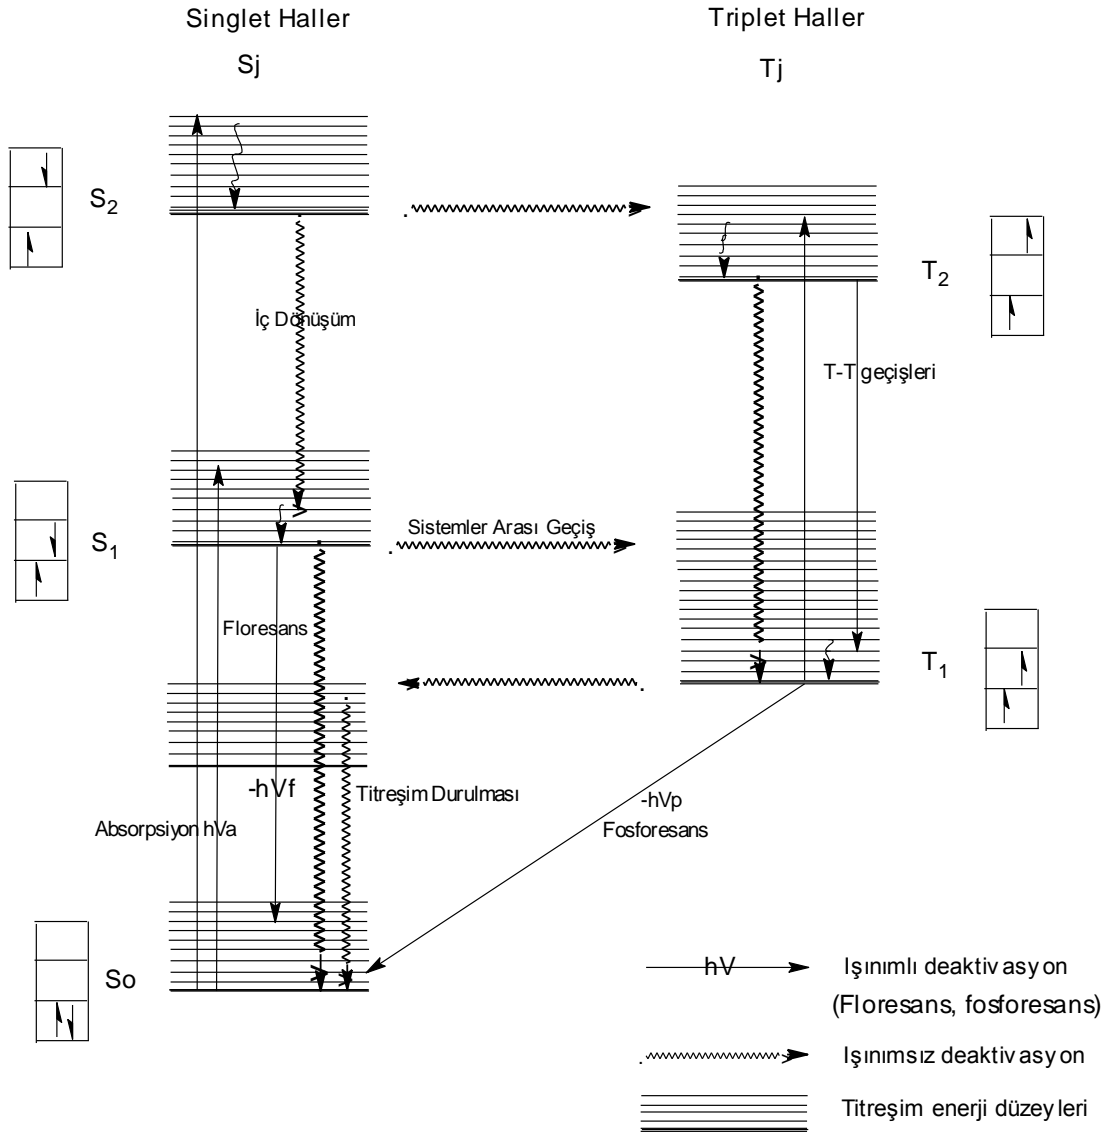 Singlet Haller
Triplet Haller
Sj
Tj
S2
T2
İç Dönüşüm
T-T geçişleri
S1
Sistemler Arası Geçiş
Floresans
T1
-hVf
Titreşim Durulması
-hVp
Absorpsiyon hVa
Fosforesans
So
hV
Işınımlı deaktivasyon
(Floresans, fosforesans)
Işınımsız deaktivasyon
Titreşim enerji düzeyleri